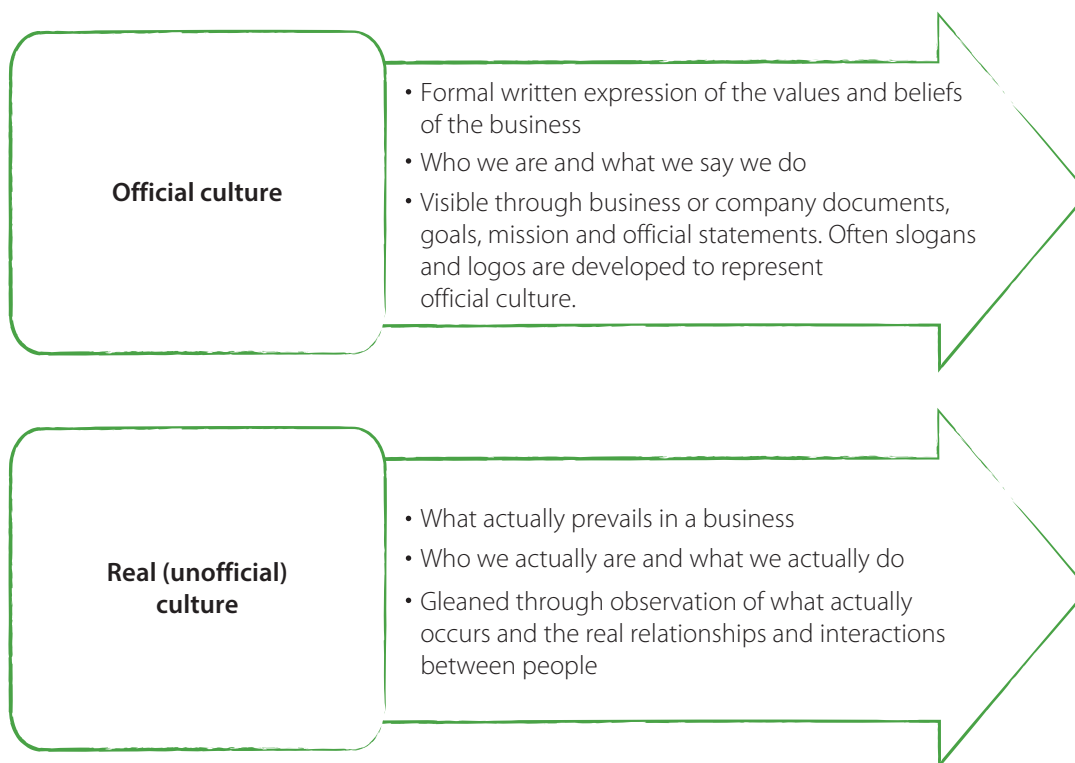 Official culture
• Formal written expression of the values and beliefs
of the business
• Who we are and what we say we do
• Visible through business or company documents,
goals, mission and official statements. Often slogans
and logos are developed to represent
official culture.
Real (unofficial)
culture
• What actually prevails in a business
• Who we actually are and what we actually do
• Gleaned through observation of what actually
occurs and the real relationships and interactions
between people